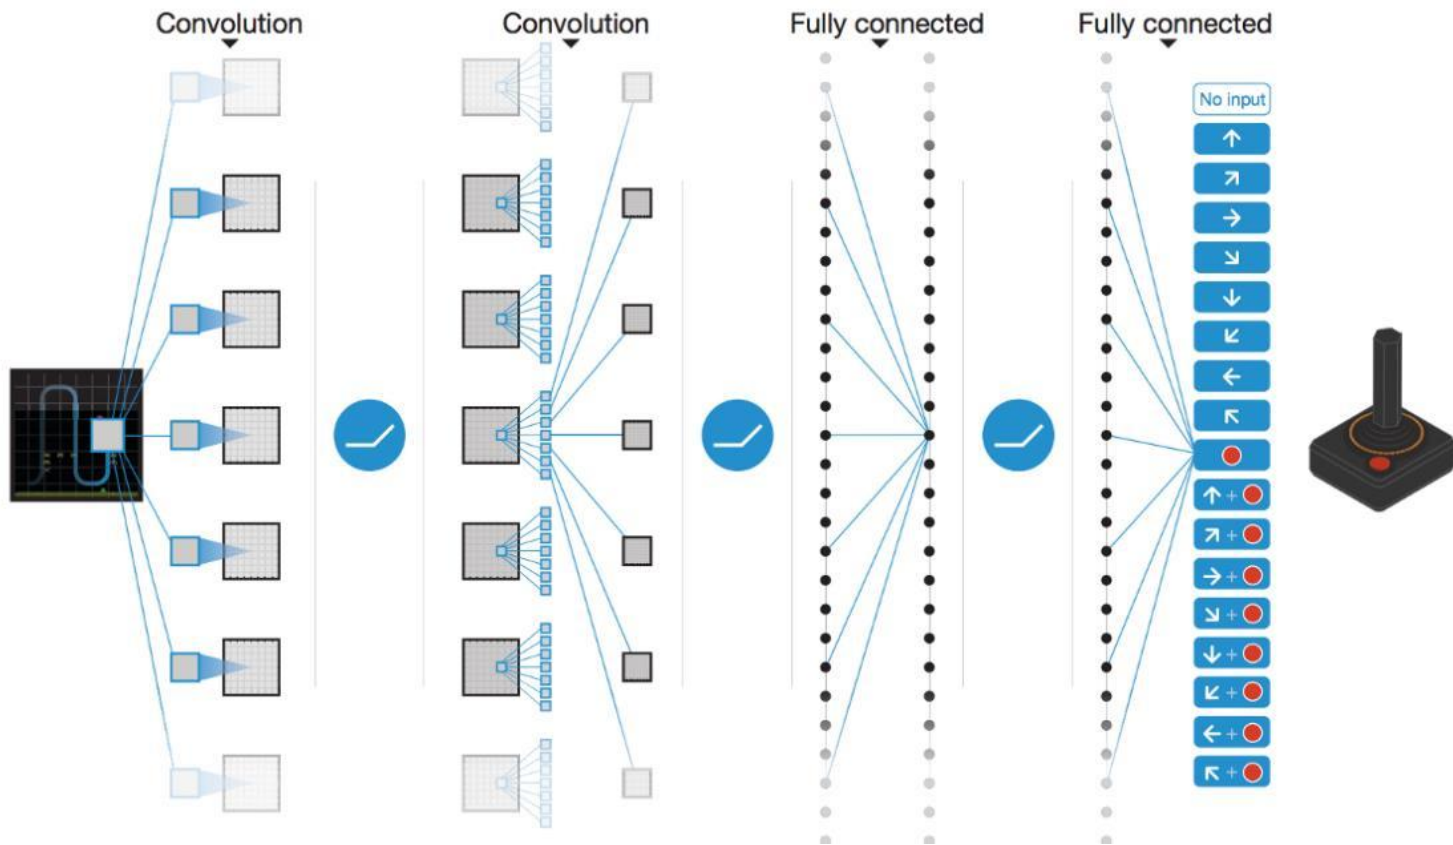 Convolution
Convolution
Fully connected
Fully connected
No input
+
+
+
+
+
+
+
+